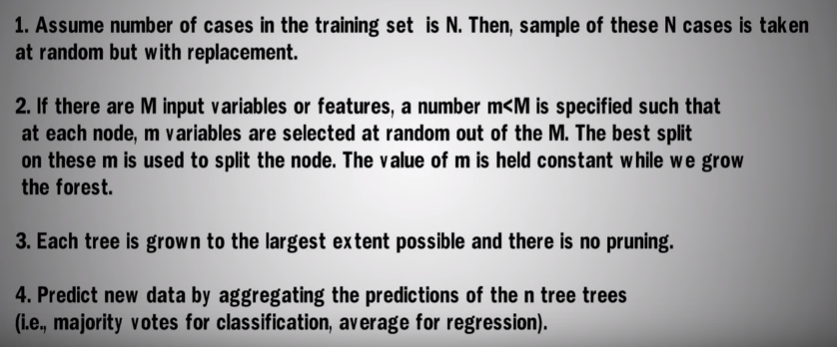 1. Assume number of cases in the training set is N. Then, sample of these N cases is taken
at random but with replacement.
2. If there are M input variables or features, a number m<M is specified such that
at each node, m variables are selected at random out of the M. The best split
on these m is used to split the node. The value of m is held constant while we grow
the forest.
3. Each tree is grown to the largest extent possible and there is no pruning.
4. Predict new data by aggregating the predictions of the n tree trees
(i.e., majority votes for classification, average for regression).